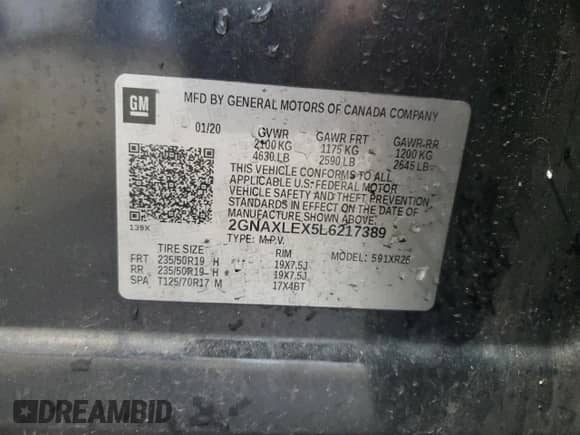 GM
MFD BY GENERAL MOTORS OF CANADA COMPANY
01/20 GVWR GAWR FRT GAWR RR
2100 KG 1175 KG 1200 KG
4630 LB 2590 LB 2645 LB
THIS VEHICLE CONFORMS TO ALL
APPLICABLE U.S. FEDERAL MOTOR
VEHICLE SAFETY AND THEFT PREVENTION
STANDARDS IN EFFECT ON THE DATE OF
MANUFACTURE SHOWN ABOVE.
139X 2GNAXLEX5L6217389
TYPE: M.P.V. MODEL: 591XR26
TIRE SIZE RIM
FRT 235/50R19 H 19X7.5J
RR 235/50R19 H 19X7.5J
SPA T125/70R17 M 17X4BT
DREAMBID